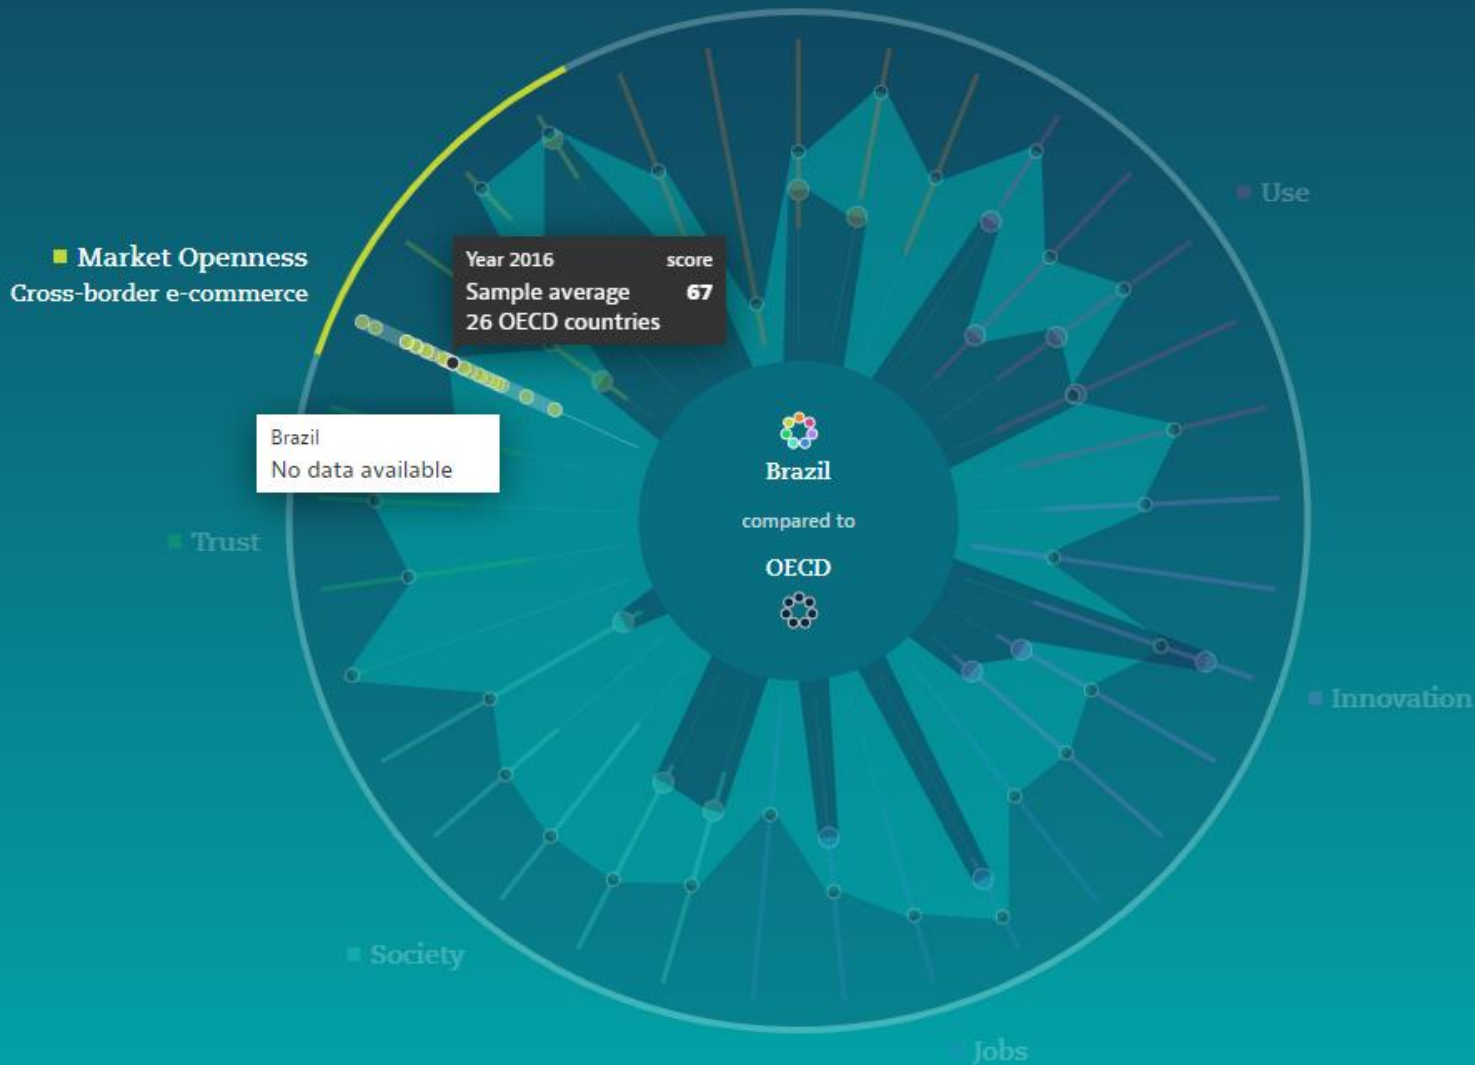 Use
Market Openness
Cross-border e-commerce
Year 2016 score
Sample average 67
26 OECD countries
Brazil
No data available
Brazil
compared to
OECD
Trust
Innovation
Society
Jobs